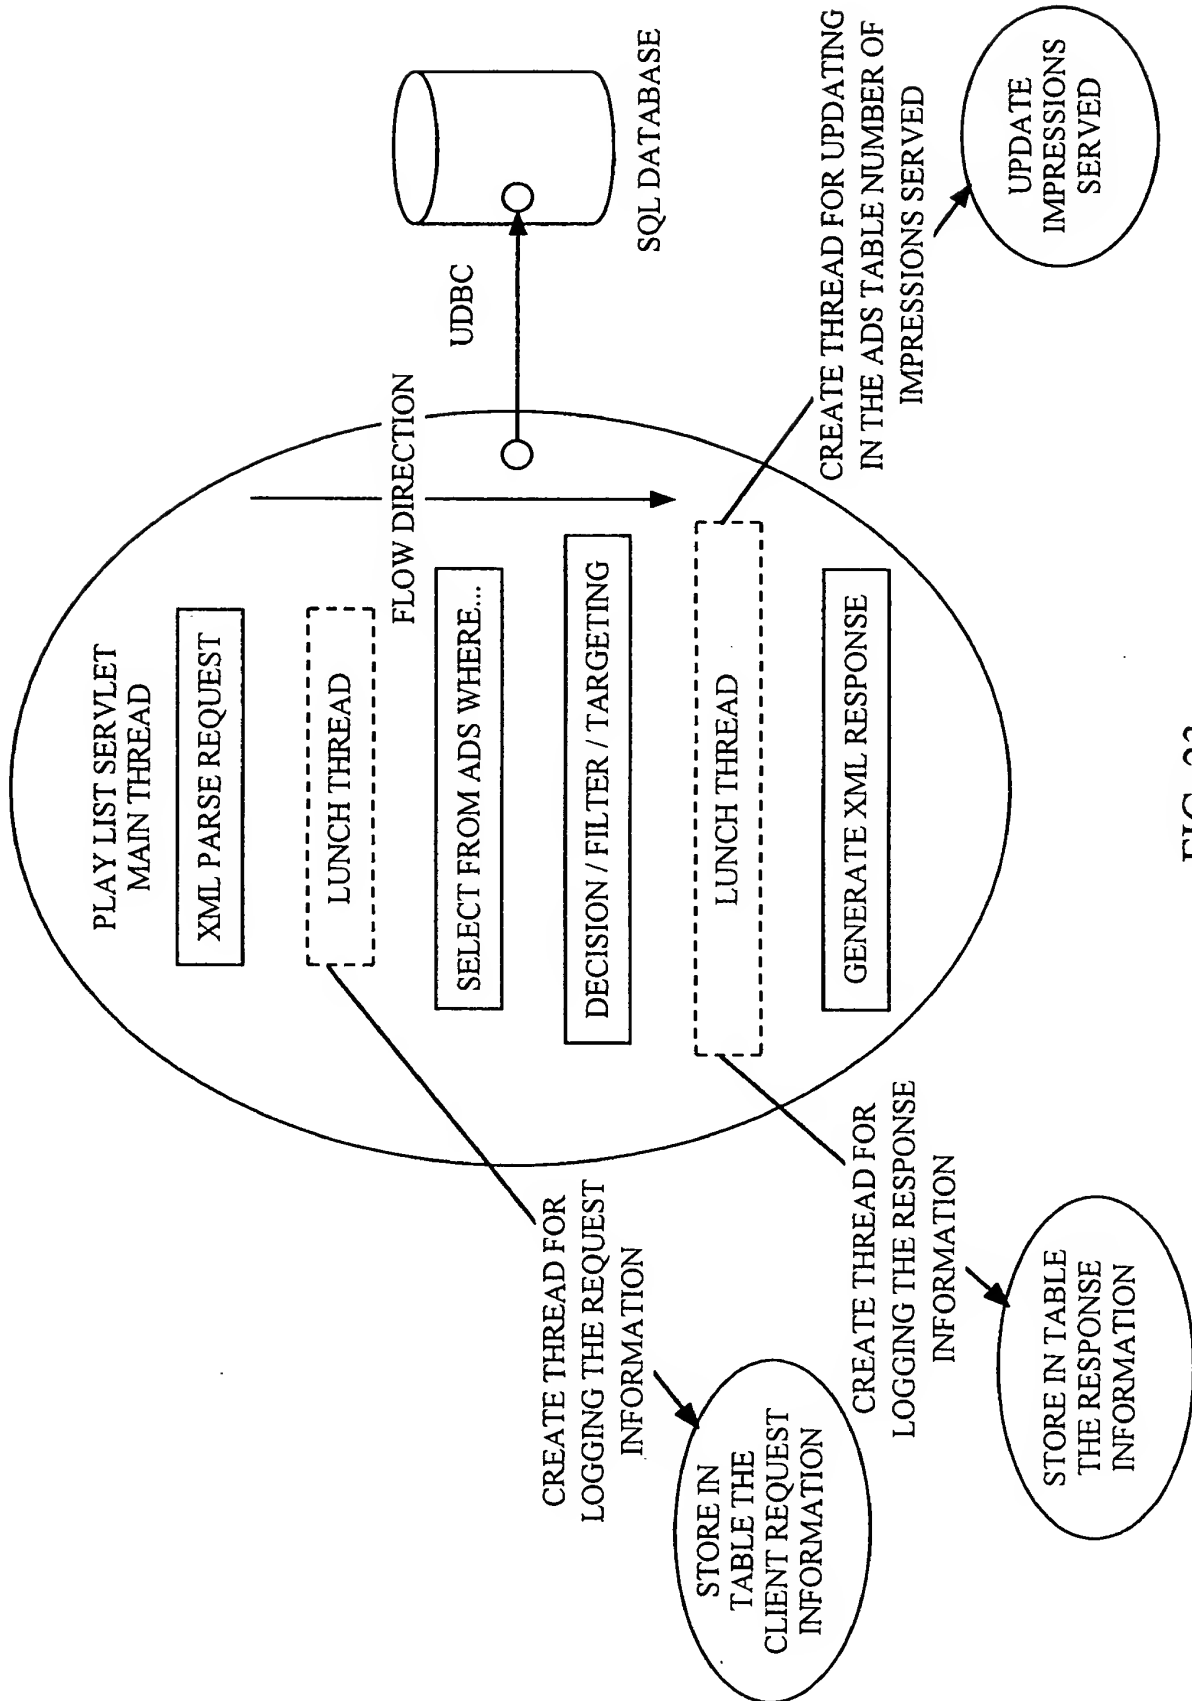 PLAY LIST SERVLET
MAIN THREAD
XML PARSE REQUEST
LUNCH THREAD
SELECT FROM ADS WHERE...
DECISION / FILTER / TARGETING
LUNCH THREAD
GENERATE XML RESPONSE
FLOW DIRECTION
UDBC
SQL DATABASE
CREATE THREAD FOR
LOGGING THE REQUEST
INFORMATION
STORE IN
TABLE THE
CLIENT REQUEST
INFORMATION
CREATE THREAD FOR
LOGGING THE RESPONSE
INFORMATION
STORE IN TABLE
THE RESPONSE
INFORMATION
CREATE THREAD FOR UPDATING
IN THE ADS TABLE NUMBER OF
IMPRESSIONS SERVED
UPDATE
IMPRESSIONS
SERVED
FIG.